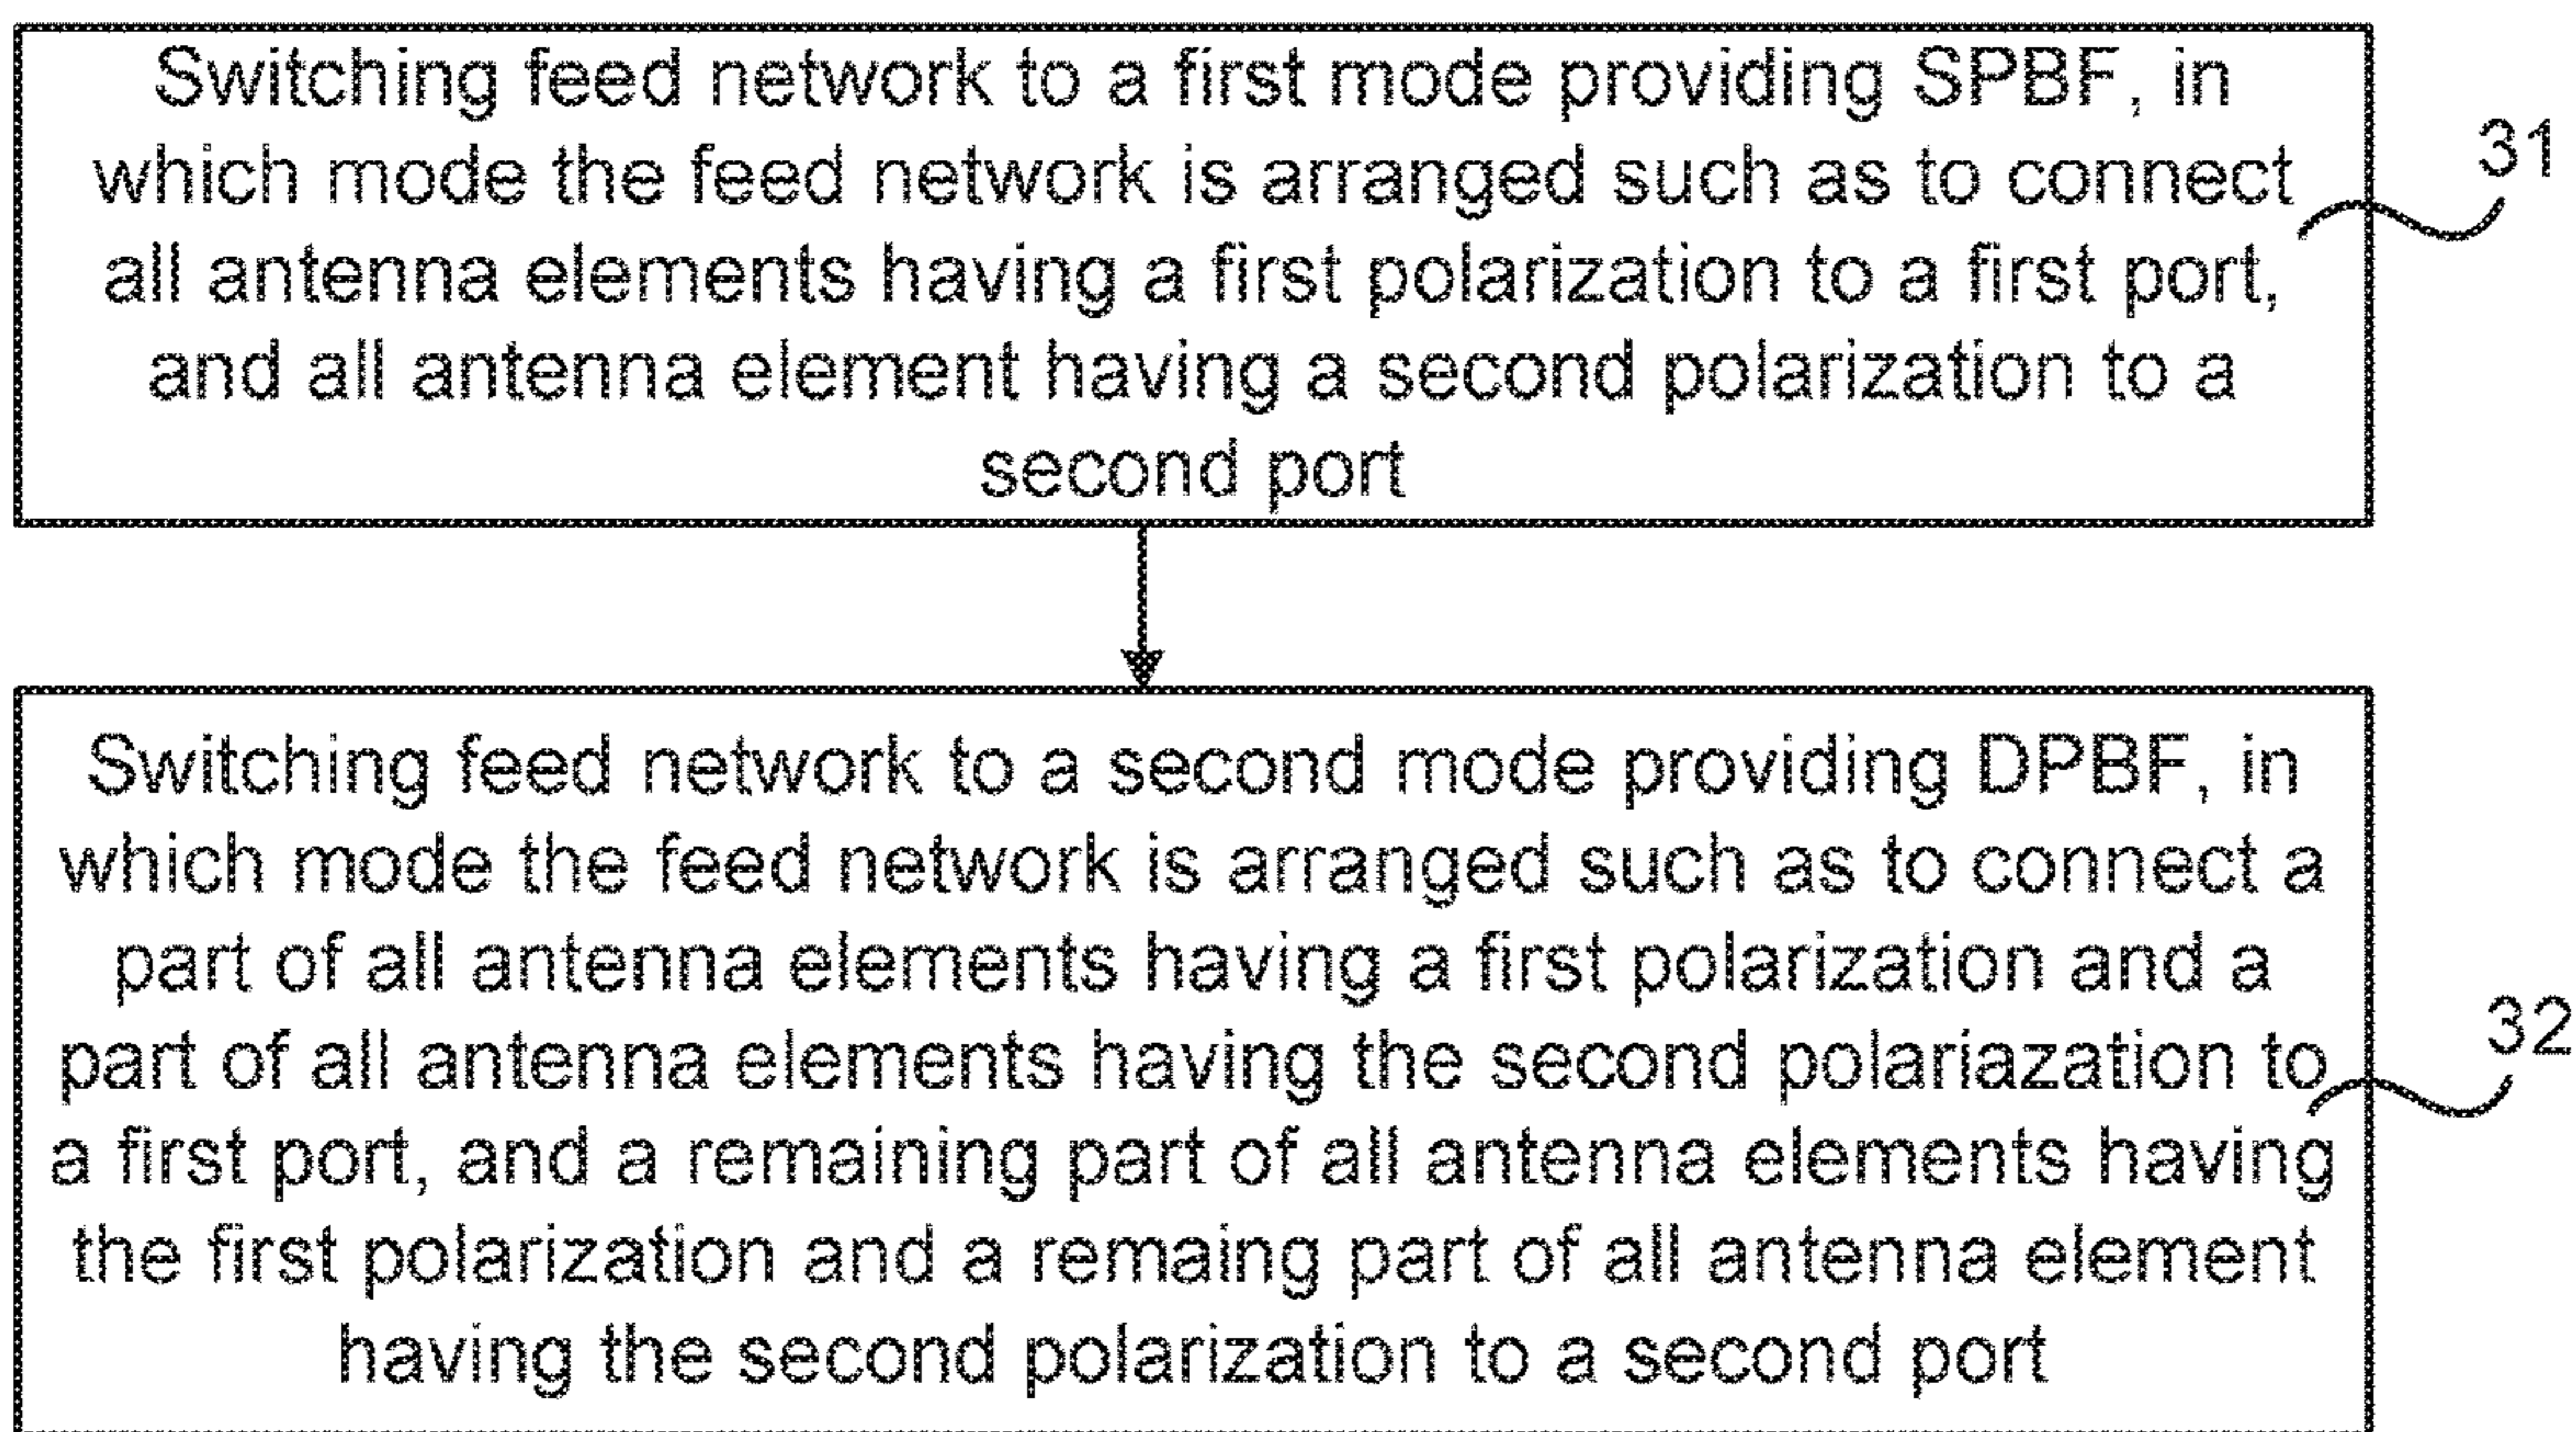 Switching feed network to a first mode providing SPBF, in
which mode the feed network is arranged such as to connect
all antenna elements having a first polarization to a first port,
and all antenna element having a second polarization to a
second port
31
Switching feed network to a second mode providing DPBF, in
which mode the feed network is arranged such as to connect a
part of all antenna elements having a first polarization and a
part of all antenna elements having the second polariazation to
a first port, and a remaining part of all antenna elements having
the first polarization and a remaing part of all antenna element
having the second polarization to a second port
32